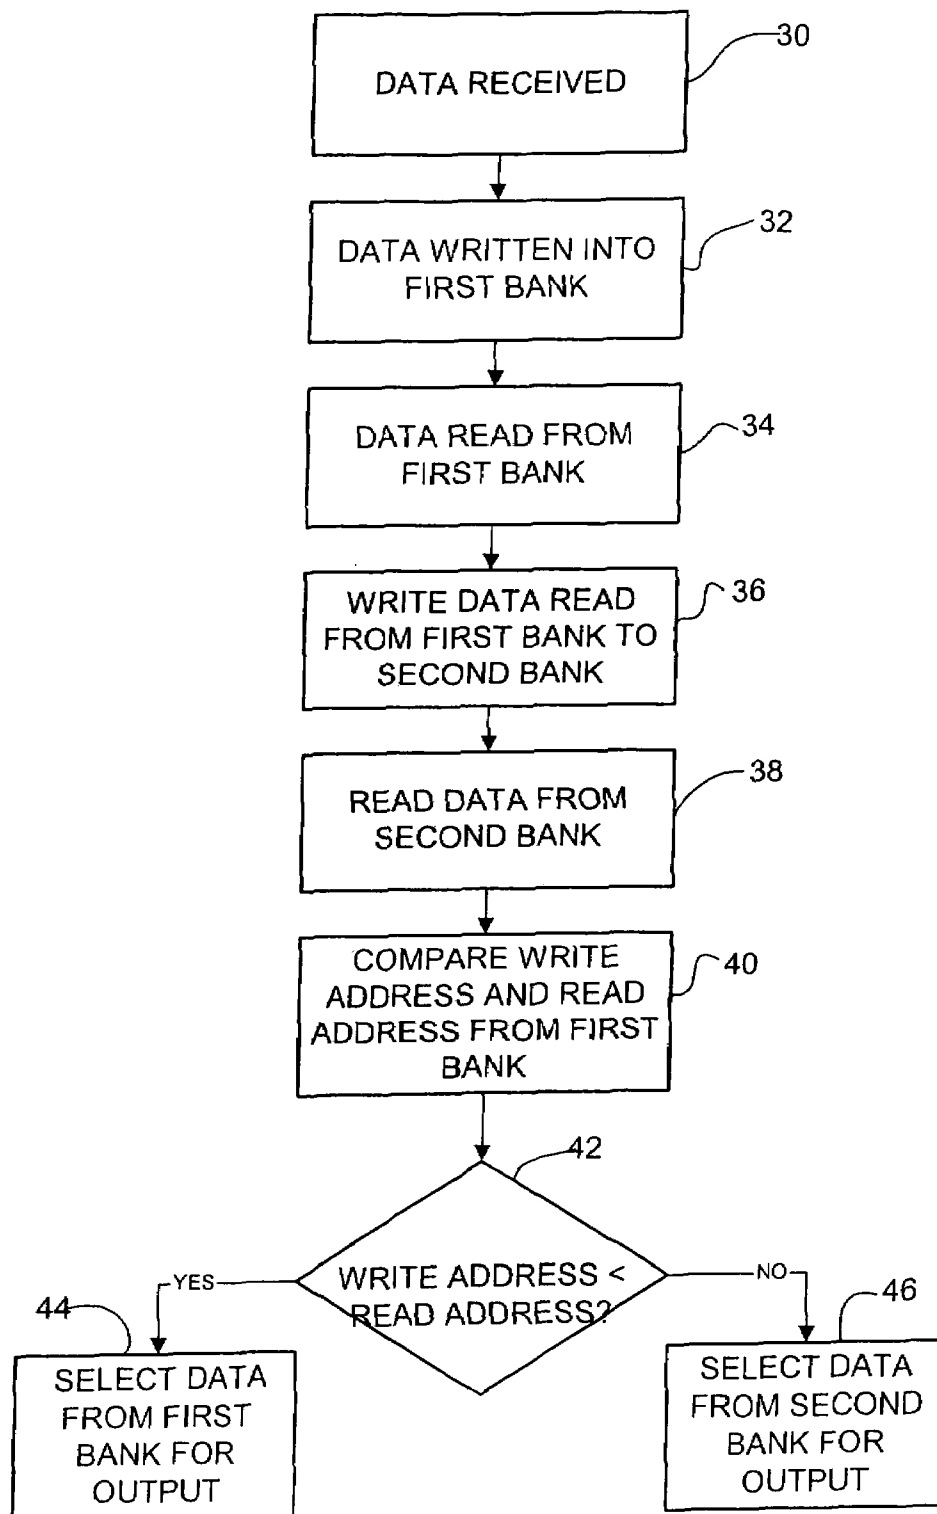 30
DATA RECEIVED
32
DATA WRITTEN INTO
FIRST BANK
34
DATA READ FROM
FIRST BANK
36
WRITE DATA READ
FROM FIRST BANK TO
SECOND BANK
38
READ DATA FROM
SECOND BANK
40
COMPARE WRITE
ADDRESS AND READ
ADDRESS FROM FIRST
BANK
42
WRITE ADDRESS <
READ ADDRESS?
YES
NO
44
SELECT DATA
FROM FIRST
BANK FOR
OUTPUT
46
SELECT DATA
FROM SECOND
BANK FOR
OUTPUT